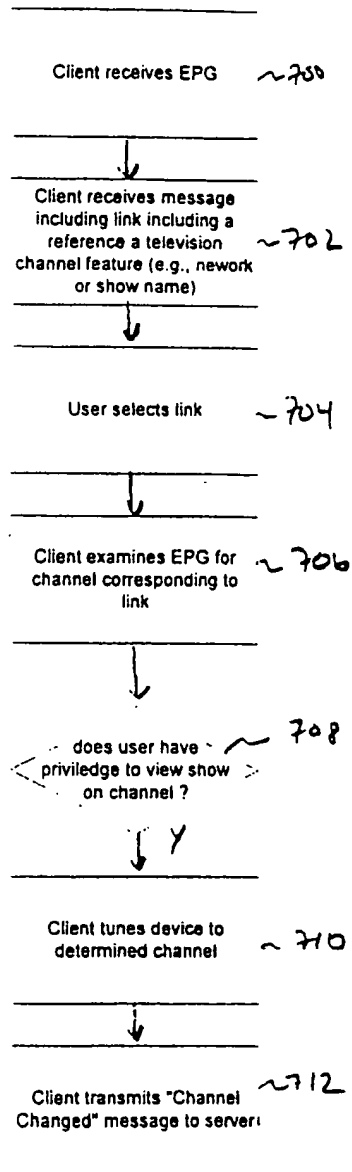 Client receives EPG ~700
Client receives message
including link including a
reference a television ~702
channel feature (e.g., nework
or show name)
User selects link ~704
Client examines EPG for ~706
channel corresponding to
link
does user have 708
priviledge to view show
on channel ?
Y
Client tunes device to
determined channel ~710
Client transmits "Channel ~712
Changed" message to server